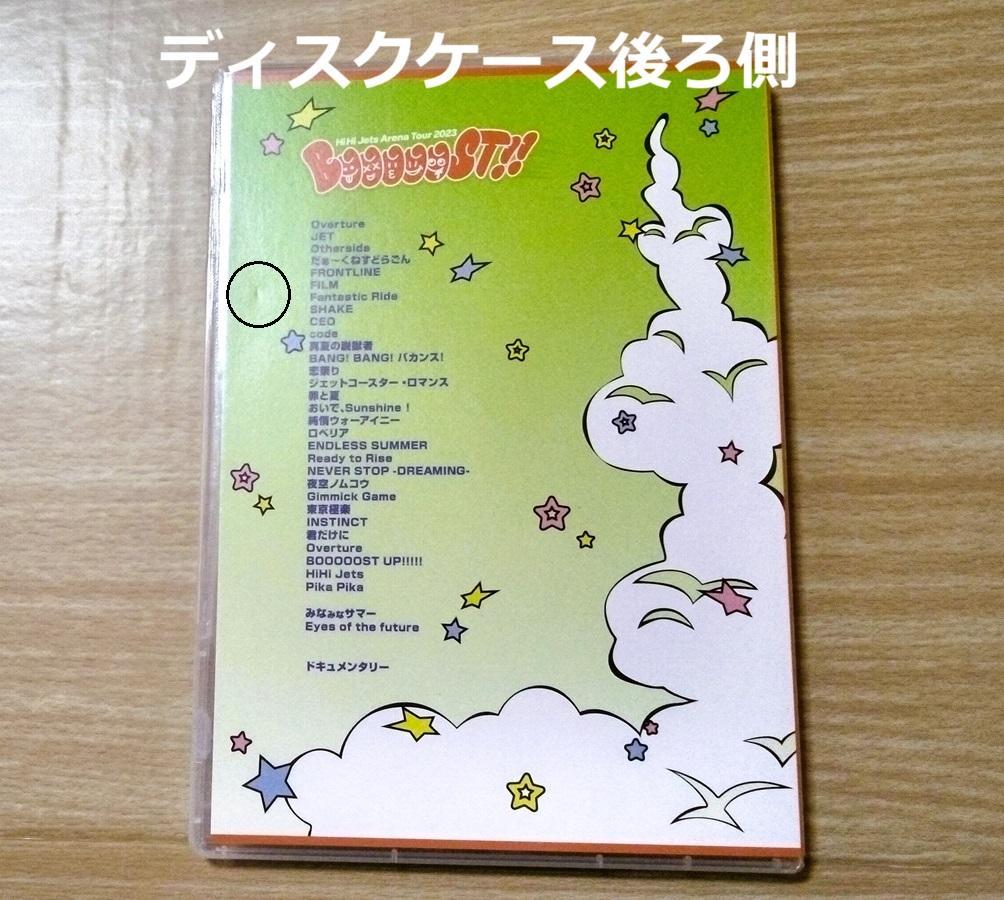 ディスクケース後ろ側
HiHi Jets Arena Tour 2023
BOOOOOST!!
Overture
JET
Otherside
だぁ〜くねすどらごん
FRONTLINE
FILM
Fantastic Ride
SHAKE
CEO
code
真夏の脱獄者
BANG! BANG! バカンス!
恋祭り
ジェットコースター・ロマンス
罪と夏
おいで、Sunshine!
純情ウォーアイニー
ロベリア
ENDLESS SUMMER
Ready to Rise
NEVER STOP -DREAMING-
夜空ノムコウ
Gimmick Game
東京極楽
INSTINCT
君だけに
Overture
BOOOOOST UP!!!!!
HiHi Jets
Pika Pika
みなみなサマー
Eyes of the future
ドキュメンタリー